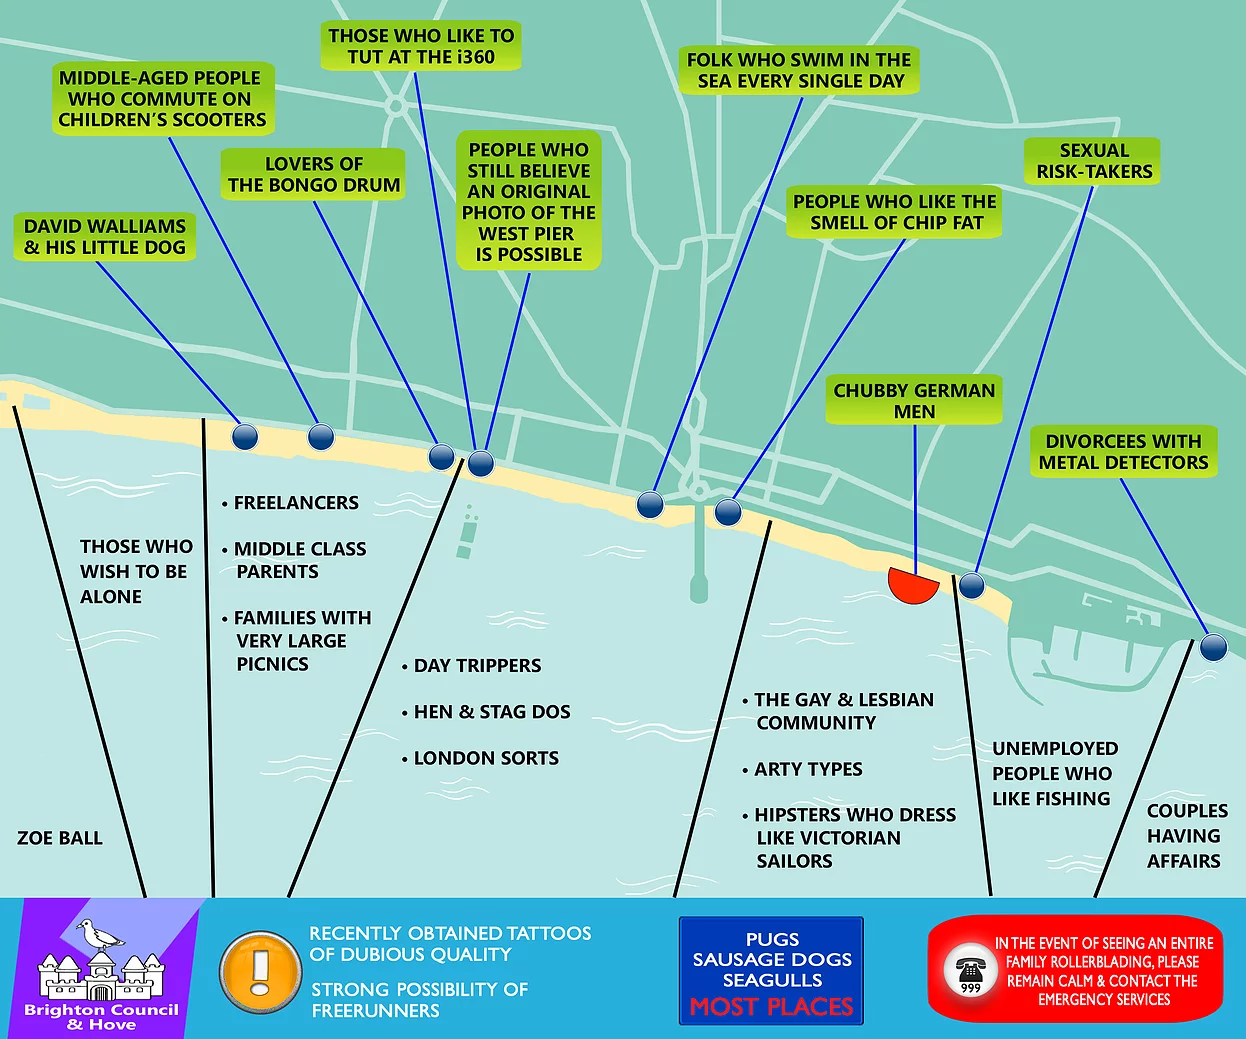 THOSE WHO LIKE TO
TUT AT THE i360
FOLK WHO SWIM IN THE
SEA EVERY SINGLE DAY
MIDDLE-AGED PEOPLE
WHO COMMUTE ON
CHILDREN'S SCOOTERS
LOVERS OF
THE BONGO DRUM
PEOPLE WHO
STILL BELIEVE
AN ORIGINAL
PHOTO OF THE
WEST PIER
IS POSSIBLE
SEXUAL
RISK-TAKERS
PEOPLE WHO LIKE THE
SMELL OF CHIP FAT
DAVID WALLIAMS
& HIS LITTLE DOG
CHUBBY GERMAN
MEN
DIVORCEES WITH
METAL DETECTORS
ZOE BALL
THOSE WHO
WISH TO BE
ALONE
• FREELANCERS
• MIDDLE CLASS
PARENTS
• FAMILIES WITH
VERY LARGE
PICNICS
• DAY TRIPPERS
• HEN & STAG DOS
• LONDON SORTS
• THE GAY & LESBIAN
COMMUNITY
• ARTY TYPES
• HIPSTERS WHO DRESS
LIKE VICTORIAN
SAILORS
UNEMPLOYED
PEOPLE WHO
LIKE FISHING
COUPLES
HAVING
AFFAIRS
Brighton Council
& Hove
!
RECENTLY OBTAINED TATTOOS
OF DUBIOUS QUALITY
STRONG POSSIBILITY OF
FREERUNNERS
PUGS
SAUSAGE DOGS
SEAGULLS
MOST PLACES
999
IN THE EVENT OF SEEING AN ENTIRE
FAMILY ROLLERBLADING, PLEASE
REMAIN CALM & CONTACT THE
EMERGENCY SERVICES